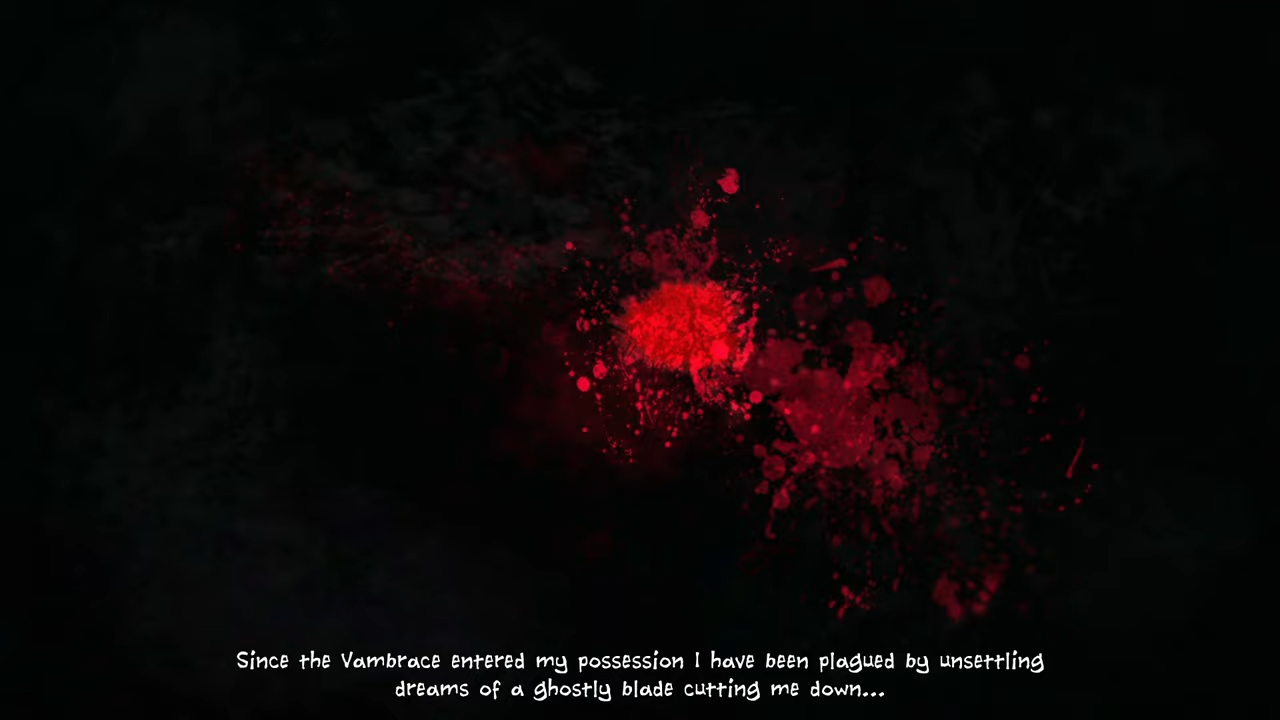 Since the Vambrace entered my possession I have been plagued by unsettling
dreams of a ghostly blade cutting me down...